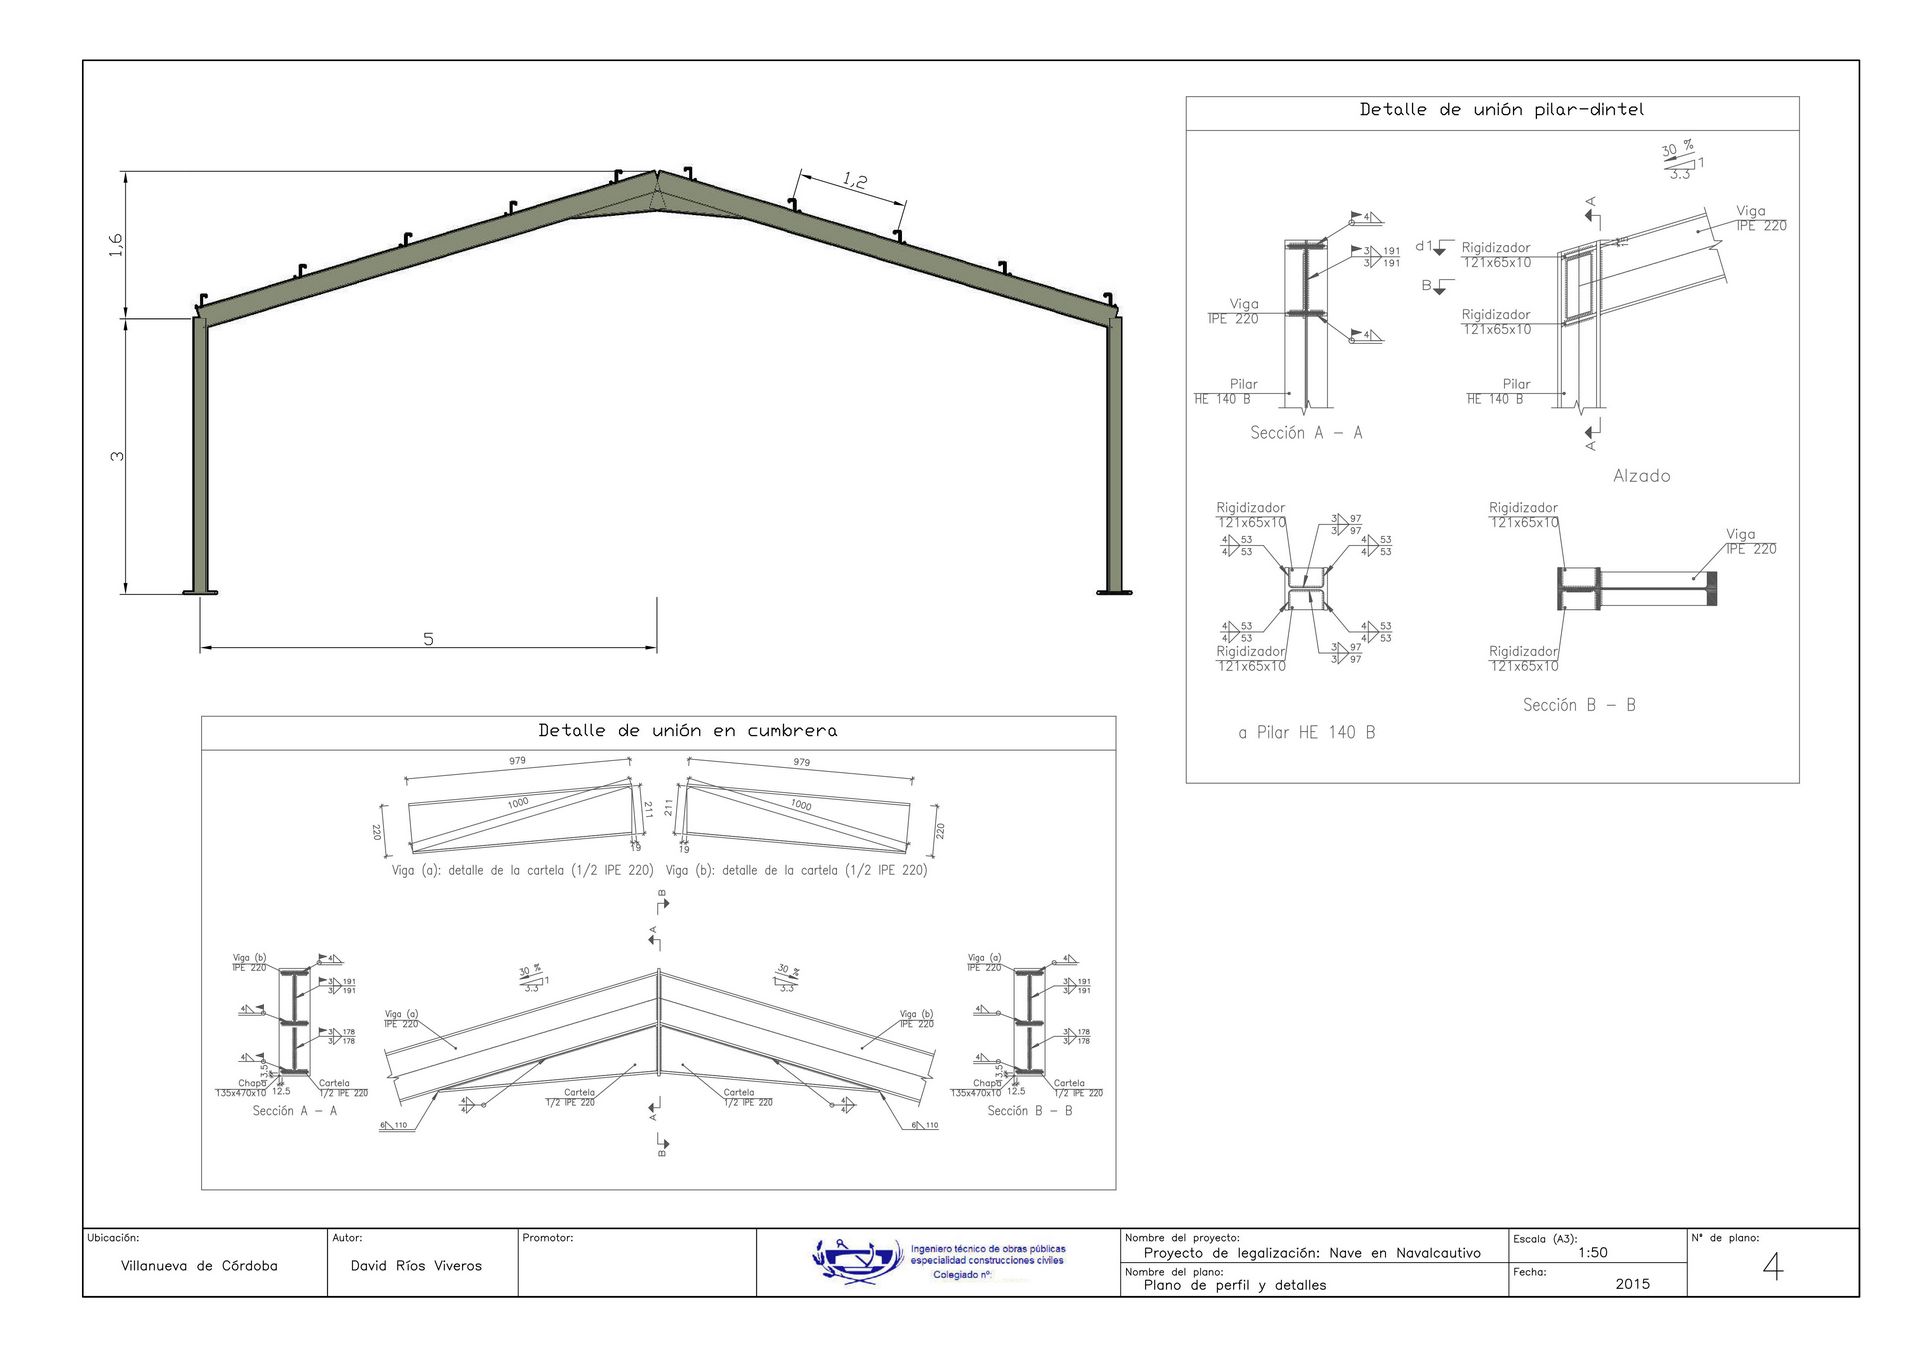 1,6
3
5
1,2
Detalle de unión pilar-dintel
30 %
1
3.3
A
Viga
IPE 220
15
4
3 191
3 191
d1
B
Rigidizador
121x65x10
Viga
IPE 220
Rigidizador
121x65x10
4
Pilar
HE 140 B
Pilar
HE 140 B
Sección A - A
A
Alzado
Rigidizador
121x65x10
3 97
3 97
4 53
4 53
4 53
4 53
Rigidizador
121x65x10
Viga
IPE 220
4 53
4 53
4 53
4 53
3 97
3 97
Rigidizador
121x65x10
Rigidizador
121x65x10
Sección B - B
a Pilar HE 140 B
Detalle de unión en cumbrera
979
979
1000
1000
211
211
220
220
19
19
Viga (a): detalle de la cartela (1/2 IPE 220)
Viga (b): detalle de la cartela (1/2 IPE 220)
B
A
Viga (b)
IPE 220
4
3 191
3 191
4
3 178
3 178
4
3.5
Chapa
135x470x10
12.5
Cartela
1/2 IPE 220
Sección A - A
30 %
1
3.3
30 %
1
3.3
Viga (a)
IPE 220
Viga (b)
IPE 220
Cartela
1/2 IPE 220
Cartela
1/2 IPE 220
4
4
4
4
6 110
6 110
A
B
Viga (a)
IPE 220
4
3 191
3 191
4
3 178
3 178
4
3.5
Chapa
135x470x10
12.5
Cartela
1/2 IPE 220
Sección B - B
Ubicación:
Villanueva de Córdoba
Autor:
David Ríos Viveros
Promotor:
Ingeniero técnico de obras públicas
especialidad construcciones civiles
Colegiado nº:
Nombre del proyecto:
Proyecto de legalización: Nave en Navalcautivo
Nombre del plano:
Plano de perfil y detalles
Escala (A3):
1:50
Fecha:
2015
N° de plano:
4